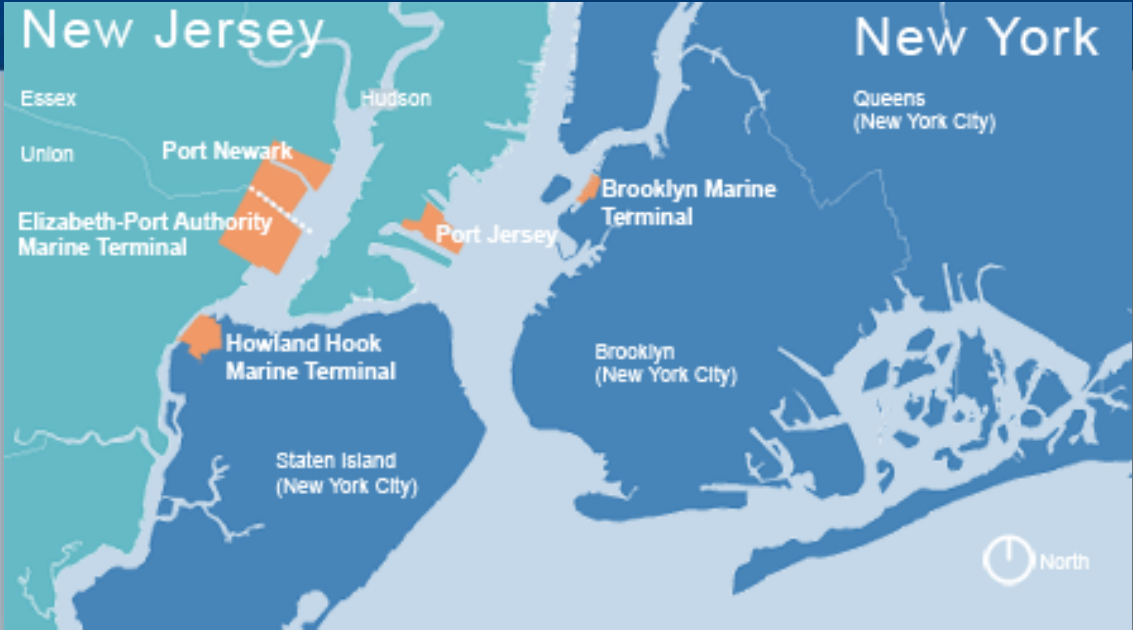 New Jersey
New York
Essex
Hudson
Queens
(New York City)
Union
Port Newark
Brooklyn Marine
Terminal
Elizabeth-Port Authority
Marine Terminal
Port Jersey
Howland Hook
Marine Terminal
Brooklyn
(New York City)
Staten Island
(New York City)
North